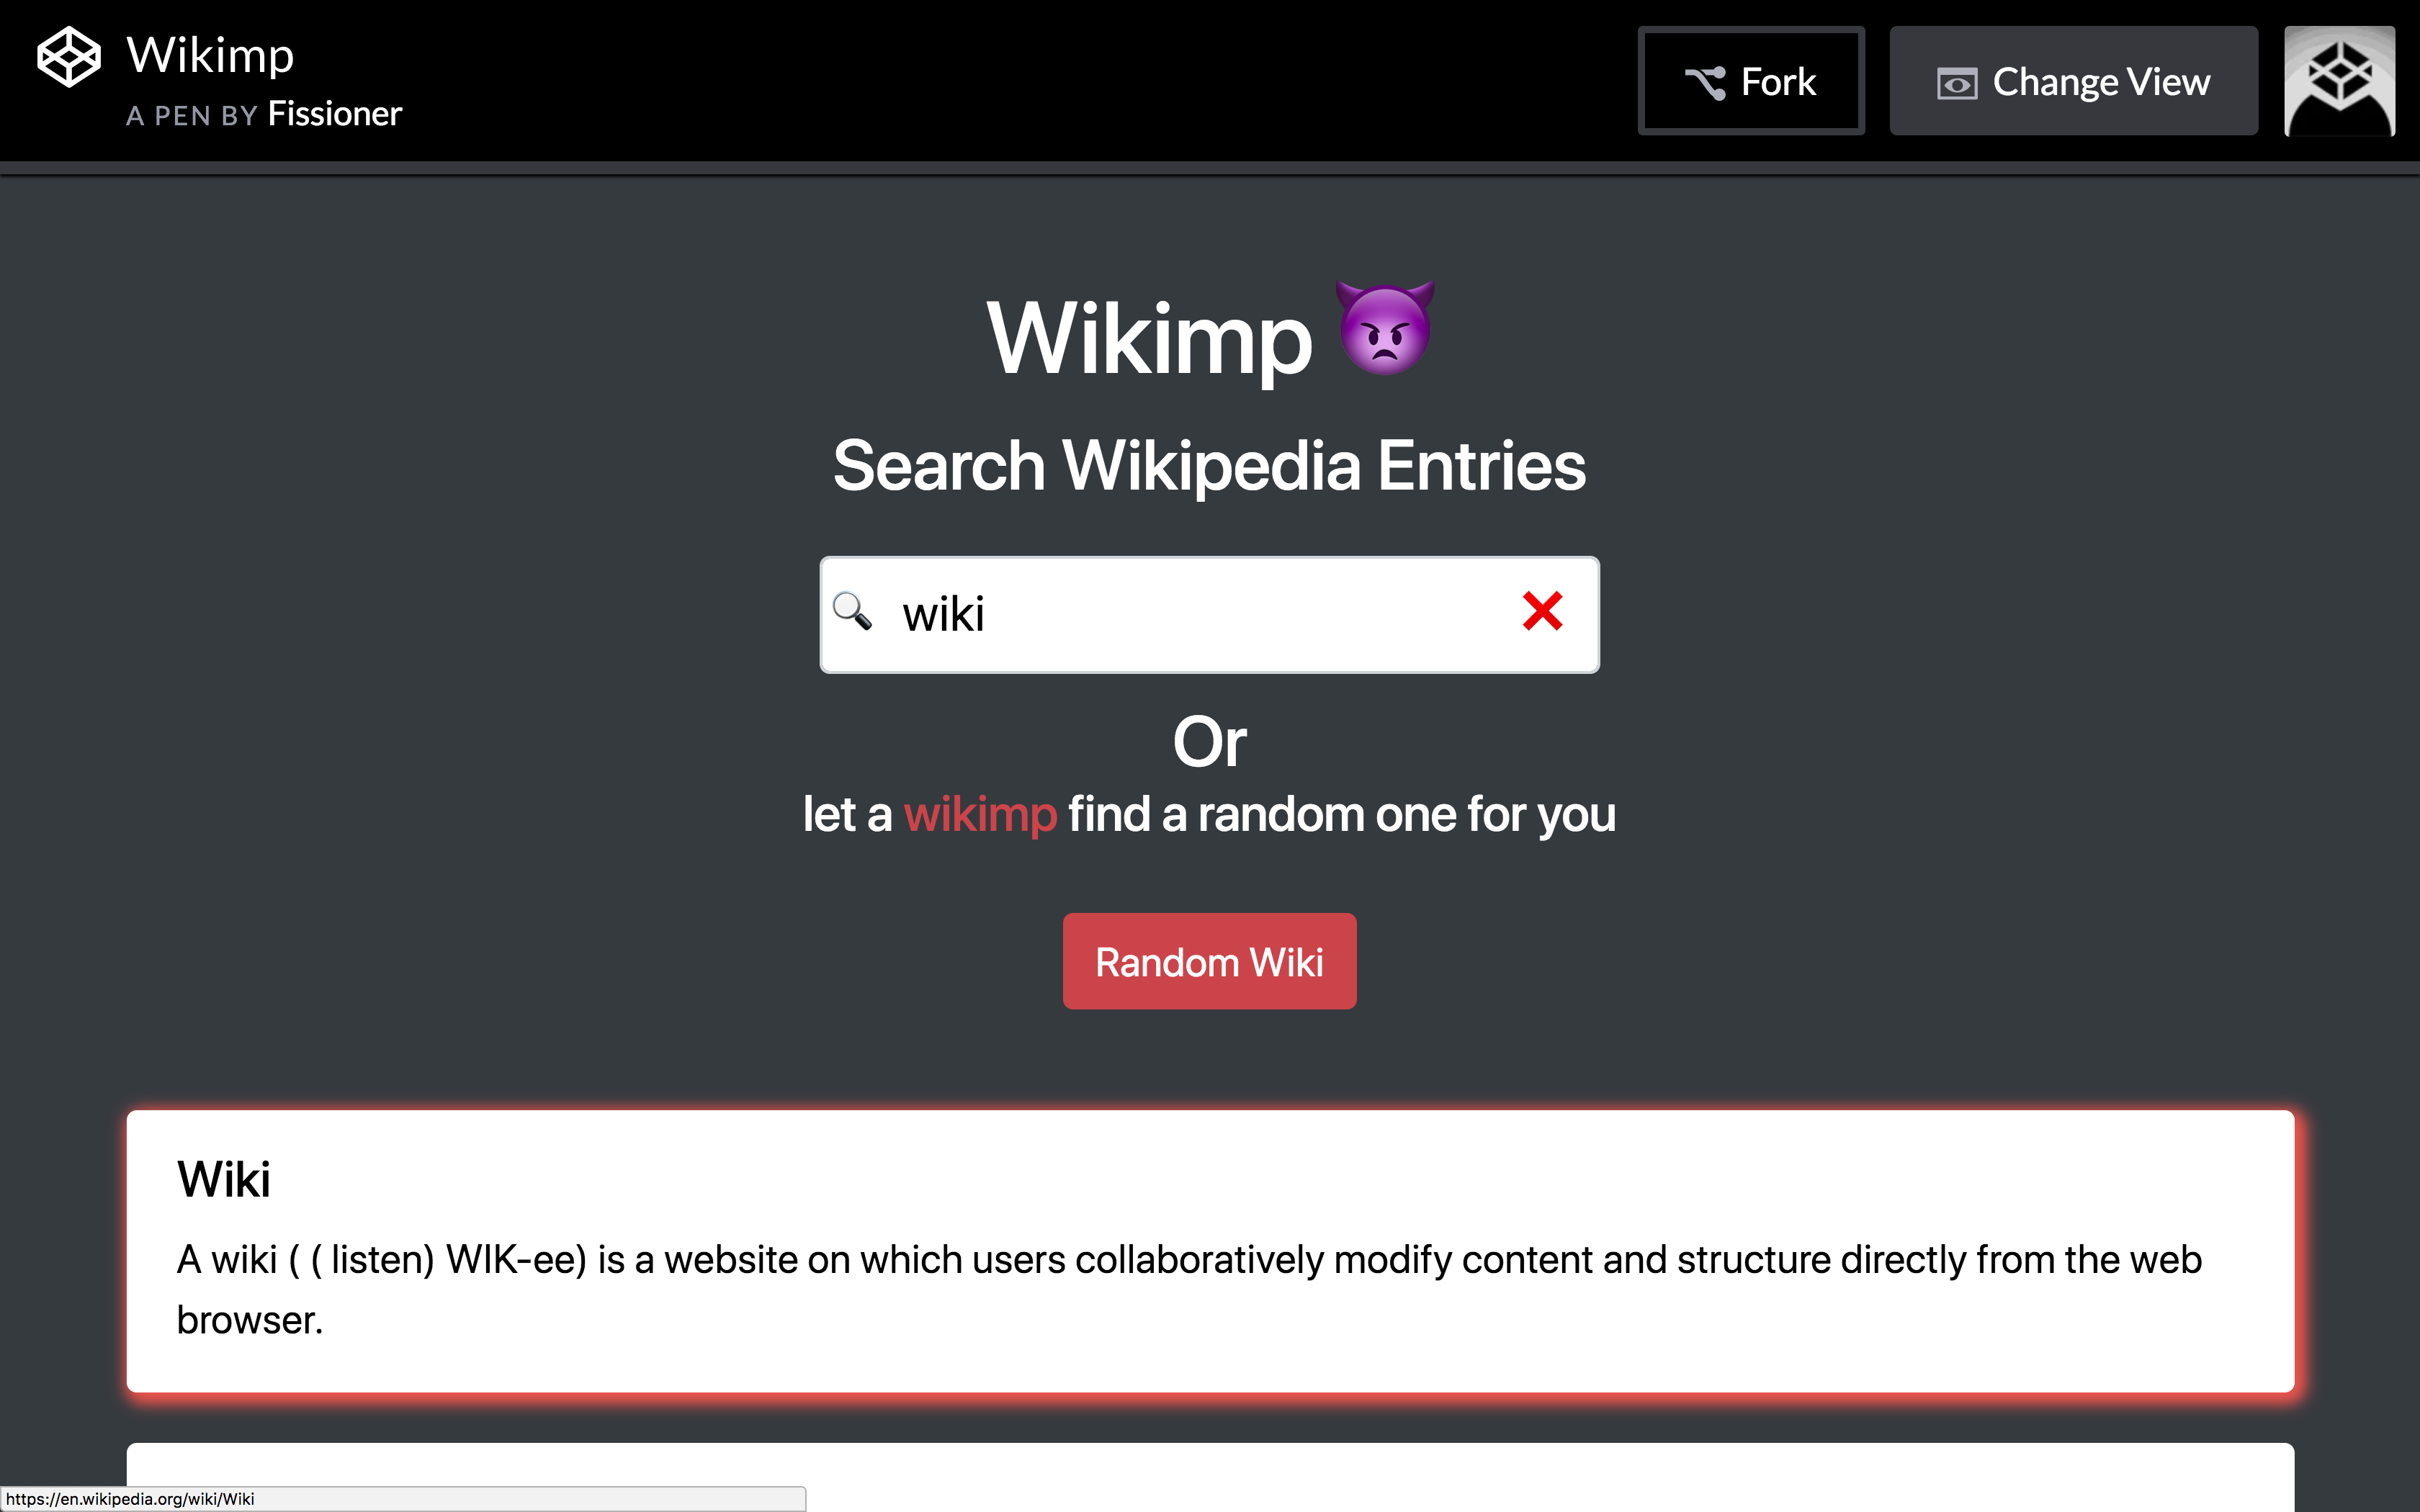 Wikimp
A PEN BY Fissioner
Fork
Change View
Wikimp
Search Wikipedia Entries
wiki
Or
let a wikimp find a random one for you
Random Wiki
Wiki
A wiki ( ( listen) WIK-ee) is a website on which users collaboratively modify content and structure directly from the web
browser.
https://en.wikipedia.org/wiki/Wiki